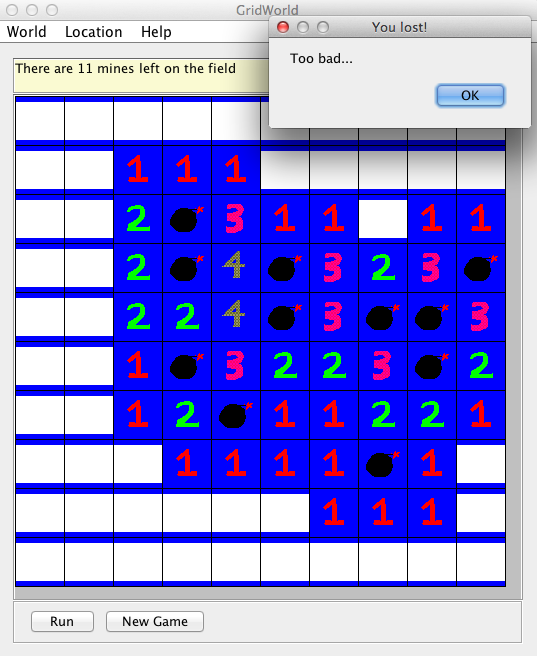 GridWorld
World Location Help
You lost!
Too bad...
OK
There are 11 mines left on the field
1 1 1
2 3 1 1 1 1
2 4 3 2 3
2 2 4 3 3
1 3 2 2 3 2
1 2 1 1 2 2 1
1 1 1 1 1
1 1 1
Run New Game